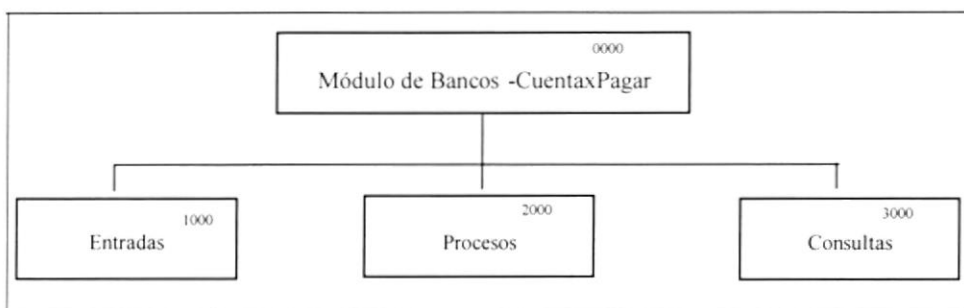 0000
Módulo de Bancos -CuentaxPagar
1000
Entradas
2000
Procesos
3000
Consultas